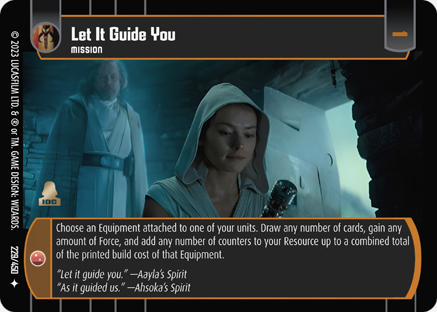 Let It Guide You
MISSION
1
IDC
Choose an Equipment attached to one of your units. Draw any number of cards, gain any
amount of Force, and add any number of counters to your Resource up to a combined total
of the printed build cost of that Equipment.
“Let it guide you.” —Aayla's Spirit
“As it guided us.” —Ahsoka's Spirit
© 2023 LUCASFILM LTD. & ® or TM. GAME DESIGN: WIZARDS.
229/450